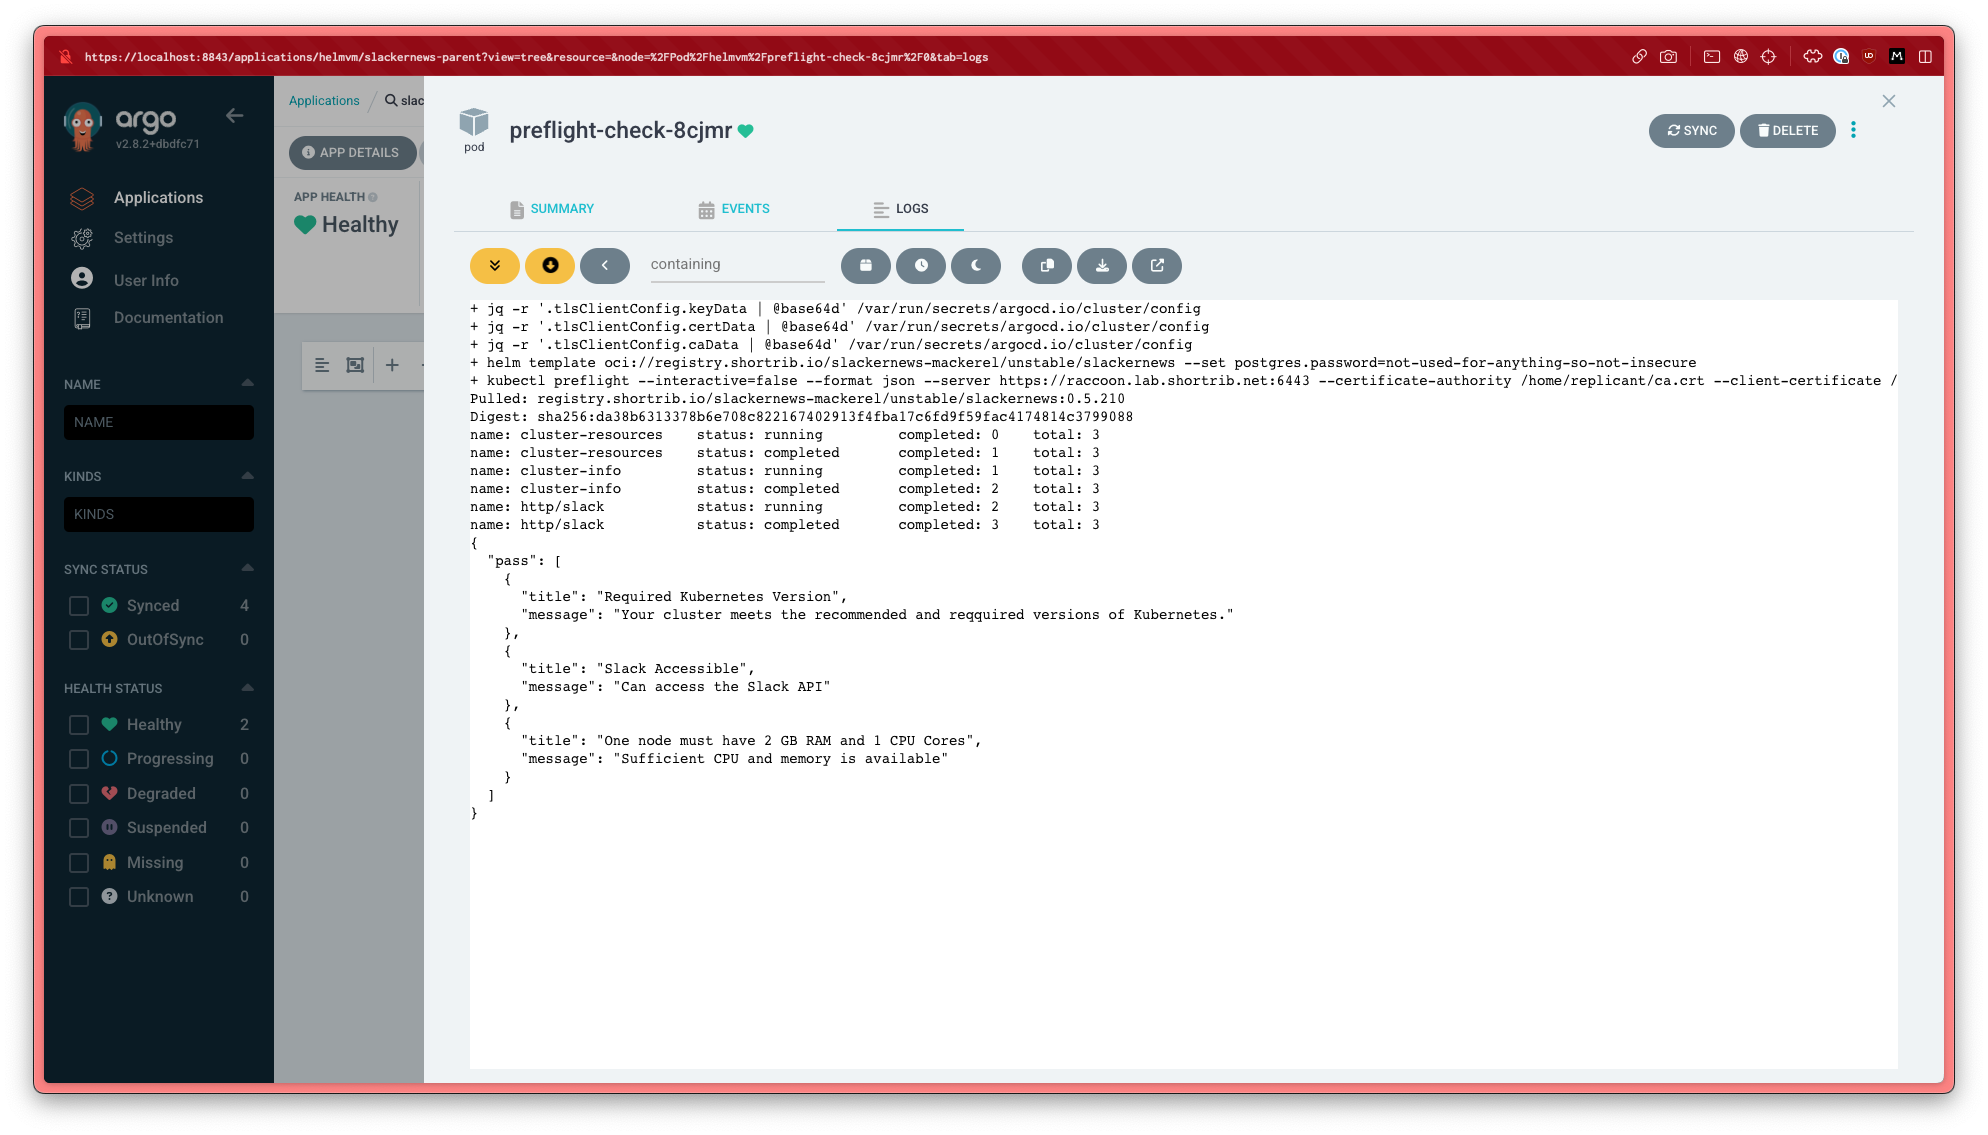 https://localhost:8843/applications/helmvm/slackernews-parent?view=tree&resource=&node=%2FPod%2Fhelmvm%2Fpreflight-check-8cjmr%2F0&tab=logs
argo
v2.8.2+dbdfc71
Applications
Settings
User Info
Documentation
NAME
NAME
KINDS
KINDS
SYNC STATUS
Synced 4
OutOfSync 0
HEALTH STATUS
Healthy 2
Progressing 0
Degraded 0
Suspended 0
Missing 0
Unknown 0
Applications / slac
APP DETAILS
APP HEALTH
Healthy
pod
preflight-check-8cjmr
SYNC
DELETE
SUMMARY
EVENTS
LOGS
containing
+ jq -r '.tlsClientConfig.keyData | @base64d' /var/run/secrets/argocd.io/cluster/config
+ jq -r '.tlsClientConfig.certData | @base64d' /var/run/secrets/argocd.io/cluster/config
+ jq -r '.tlsClientConfig.caData | @base64d' /var/run/secrets/argocd.io/cluster/config
+ helm template oci://registry.shortrib.io/slackernews-mackerel/unstable/slackernews --set postgres.password=not-used-for-anything-so-not-insecure
+ kubectl preflight --interactive=false --format json --server https://raccoon.lab.shortrib.net:6443 --certificate-authority /home/replicant/ca.crt --client-certificate /
Pulled: registry.shortrib.io/slackernews-mackerel/unstable/slackernews:0.5.210
Digest: sha256:da38b6313378b6e708c822167402913f4fba17c6fd9f59fac4174814c3799088
name: cluster-resources    status: running         completed: 0    total: 3
name: cluster-resources    status: completed       completed: 1    total: 3
name: cluster-info         status: running         completed: 1    total: 3
name: cluster-info         status: completed       completed: 2    total: 3
name: http/slack           status: running         completed: 2    total: 3
name: http/slack           status: completed       completed: 3    total: 3
{
  "pass": [
    {
      "title": "Required Kubernetes Version",
      "message": "Your cluster meets the recommended and reqquired versions of Kubernetes."
    },
    {
      "title": "Slack Accessible",
      "message": "Can access the Slack API"
    },
    {
      "title": "One node must have 2 GB RAM and 1 CPU Cores",
      "message": "Sufficient CPU and memory is available"
    }
  ]
}